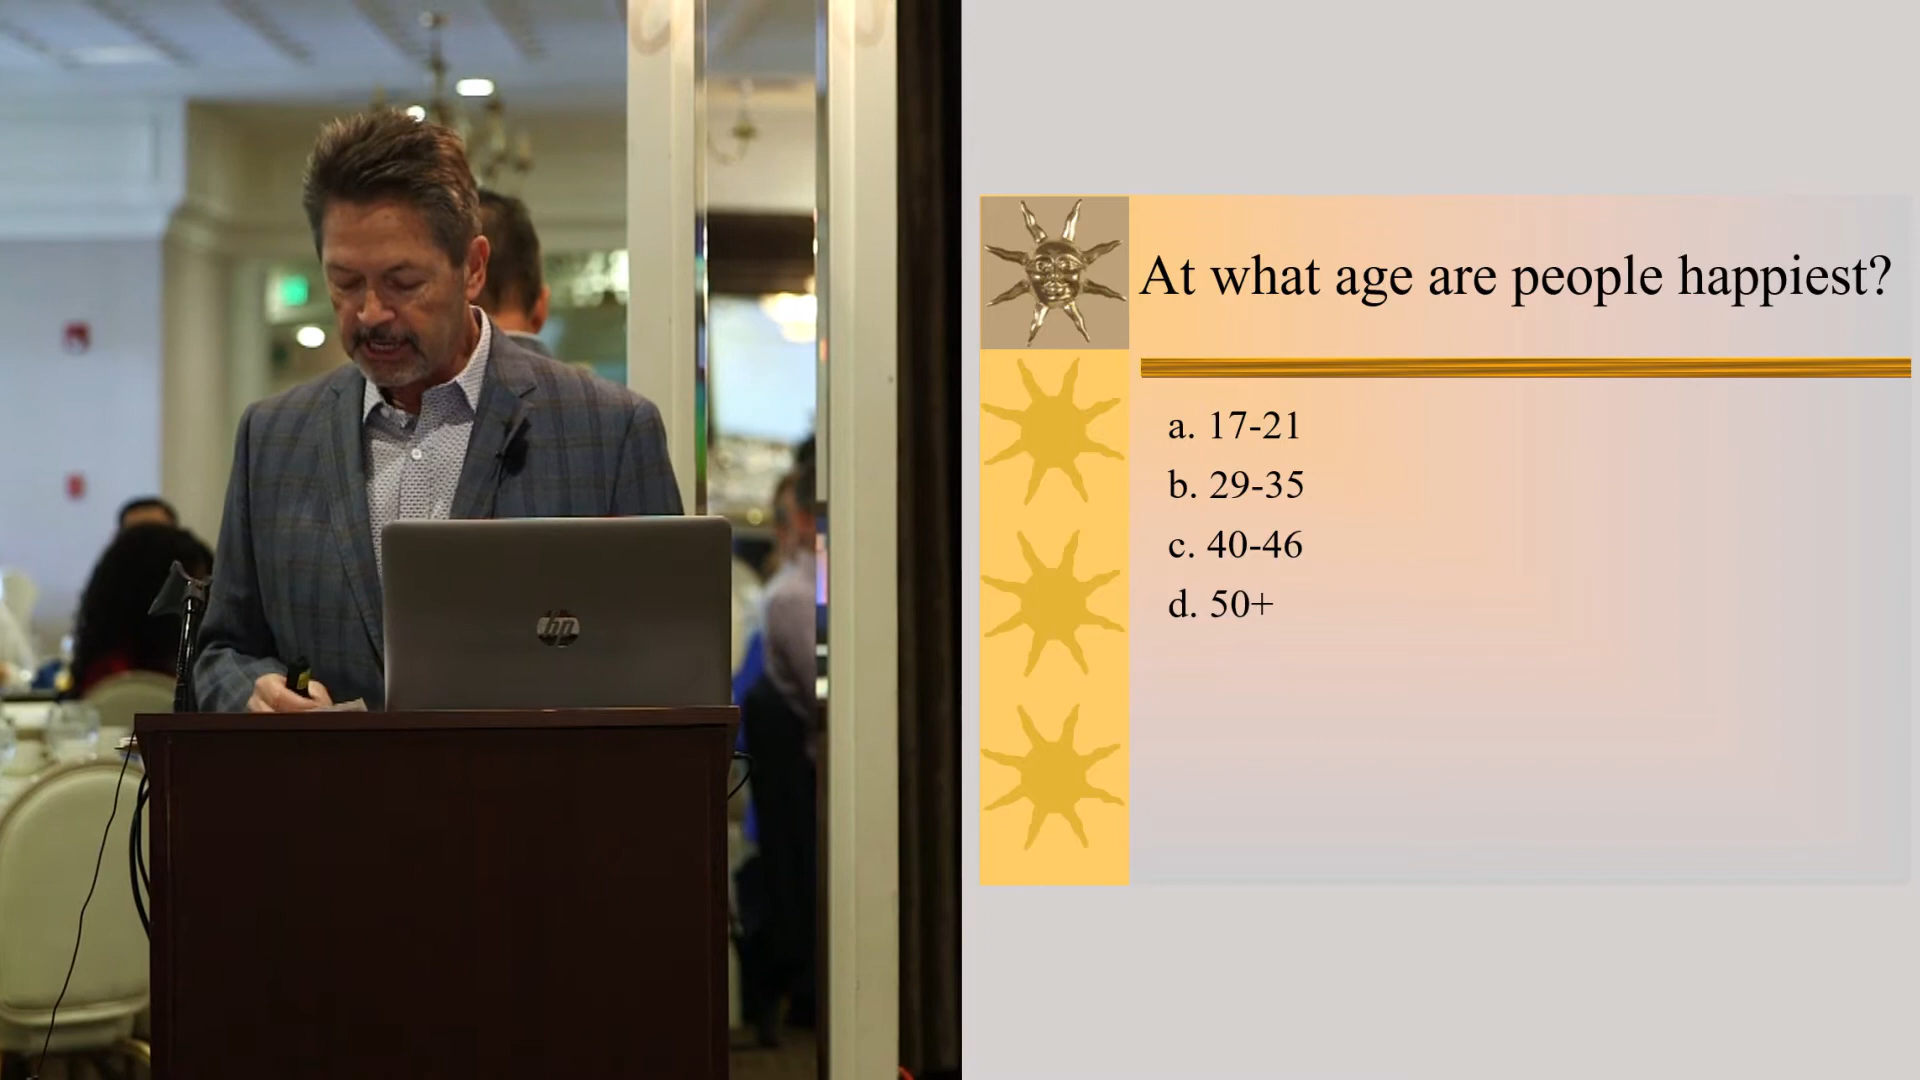 hp
At what age are people happiest?
a. 17-21
b. 29-35
c. 40-46
d. 50+